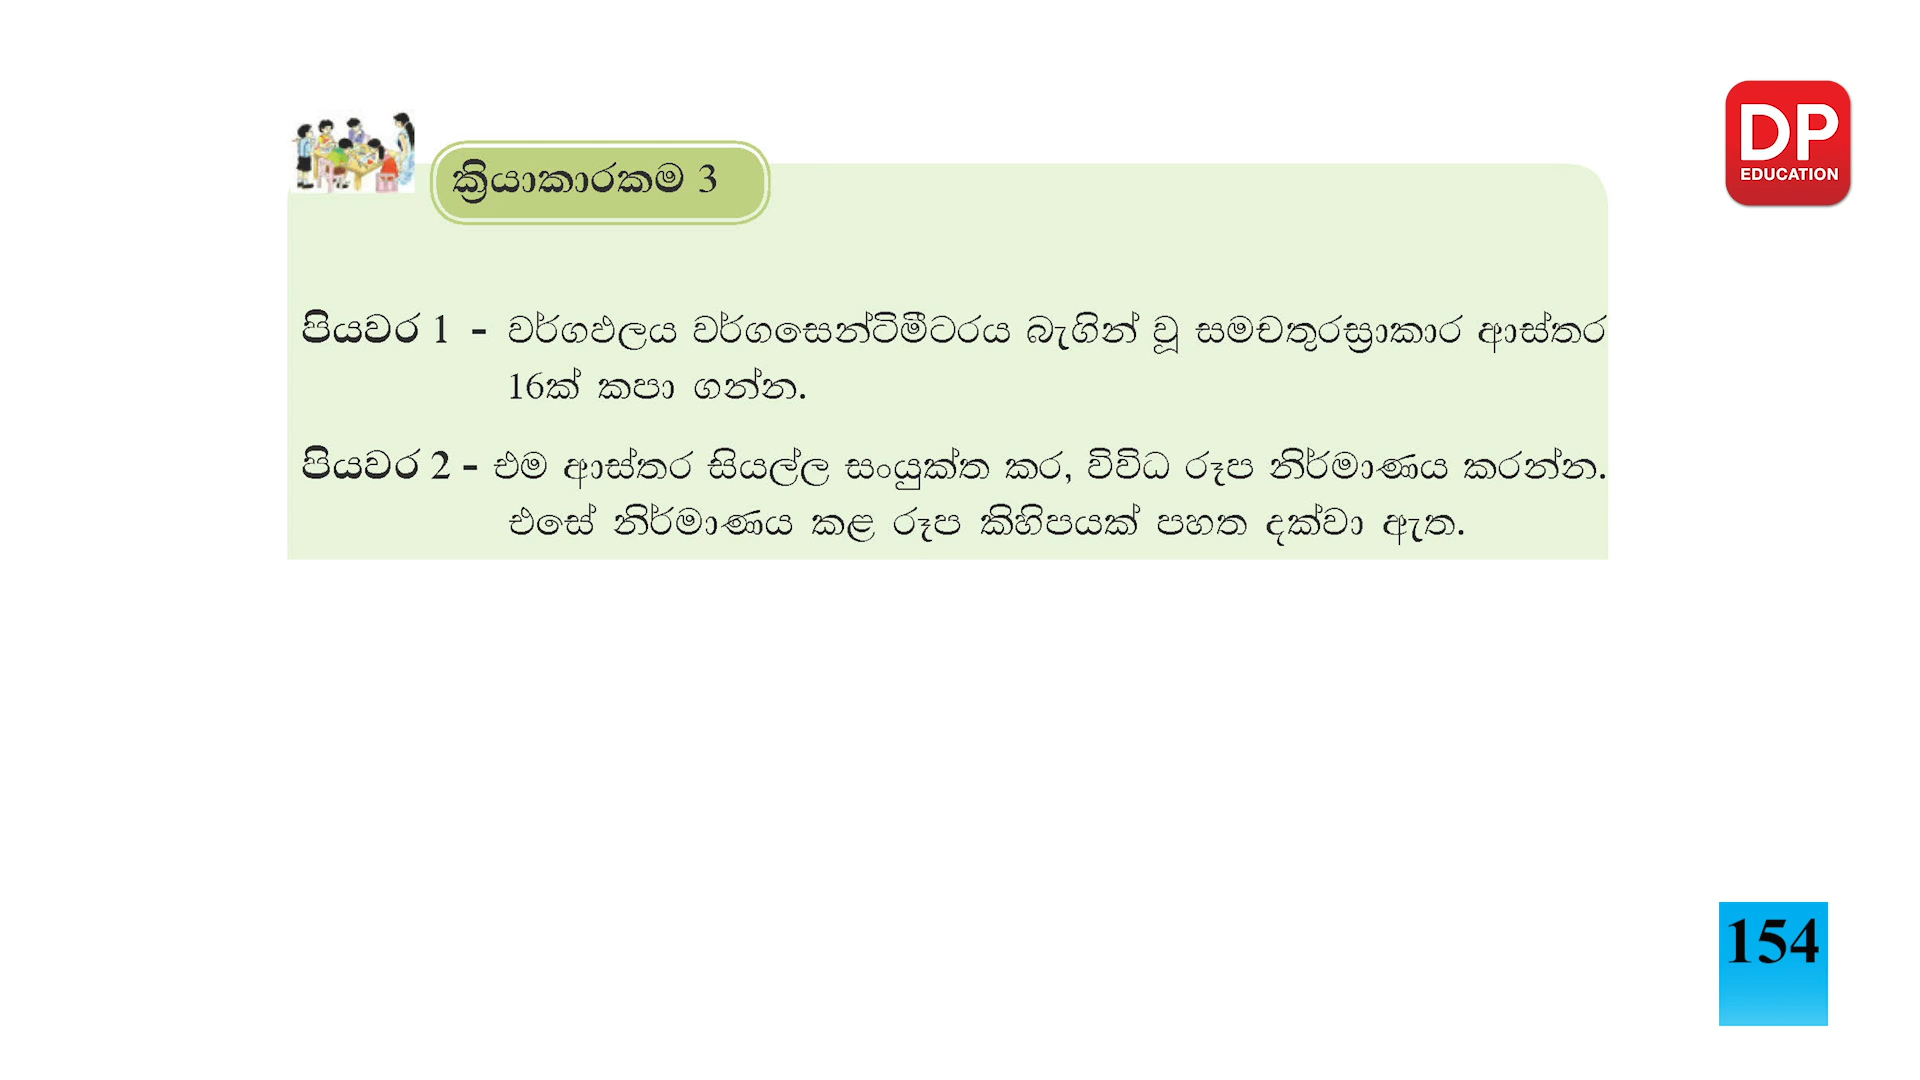 DP
EDUCATION
ක්‍රියාකාරකම 3
පියවර 1 - වර්ගඵලය වර්ගසෙන්ටිමීටරය බැගින් වූ සමචතුරස්‍රාකාර ආස්තර
16ක් කපා ගන්න.
පියවර 2 - එම ආස්තර සියල්ල සංයුක්ත කර, විවිධ රූප නිර්මාණය කරන්න.
එසේ නිර්මාණය කළ රූප කිහිපයක් පහත දක්වා ඇත.
154